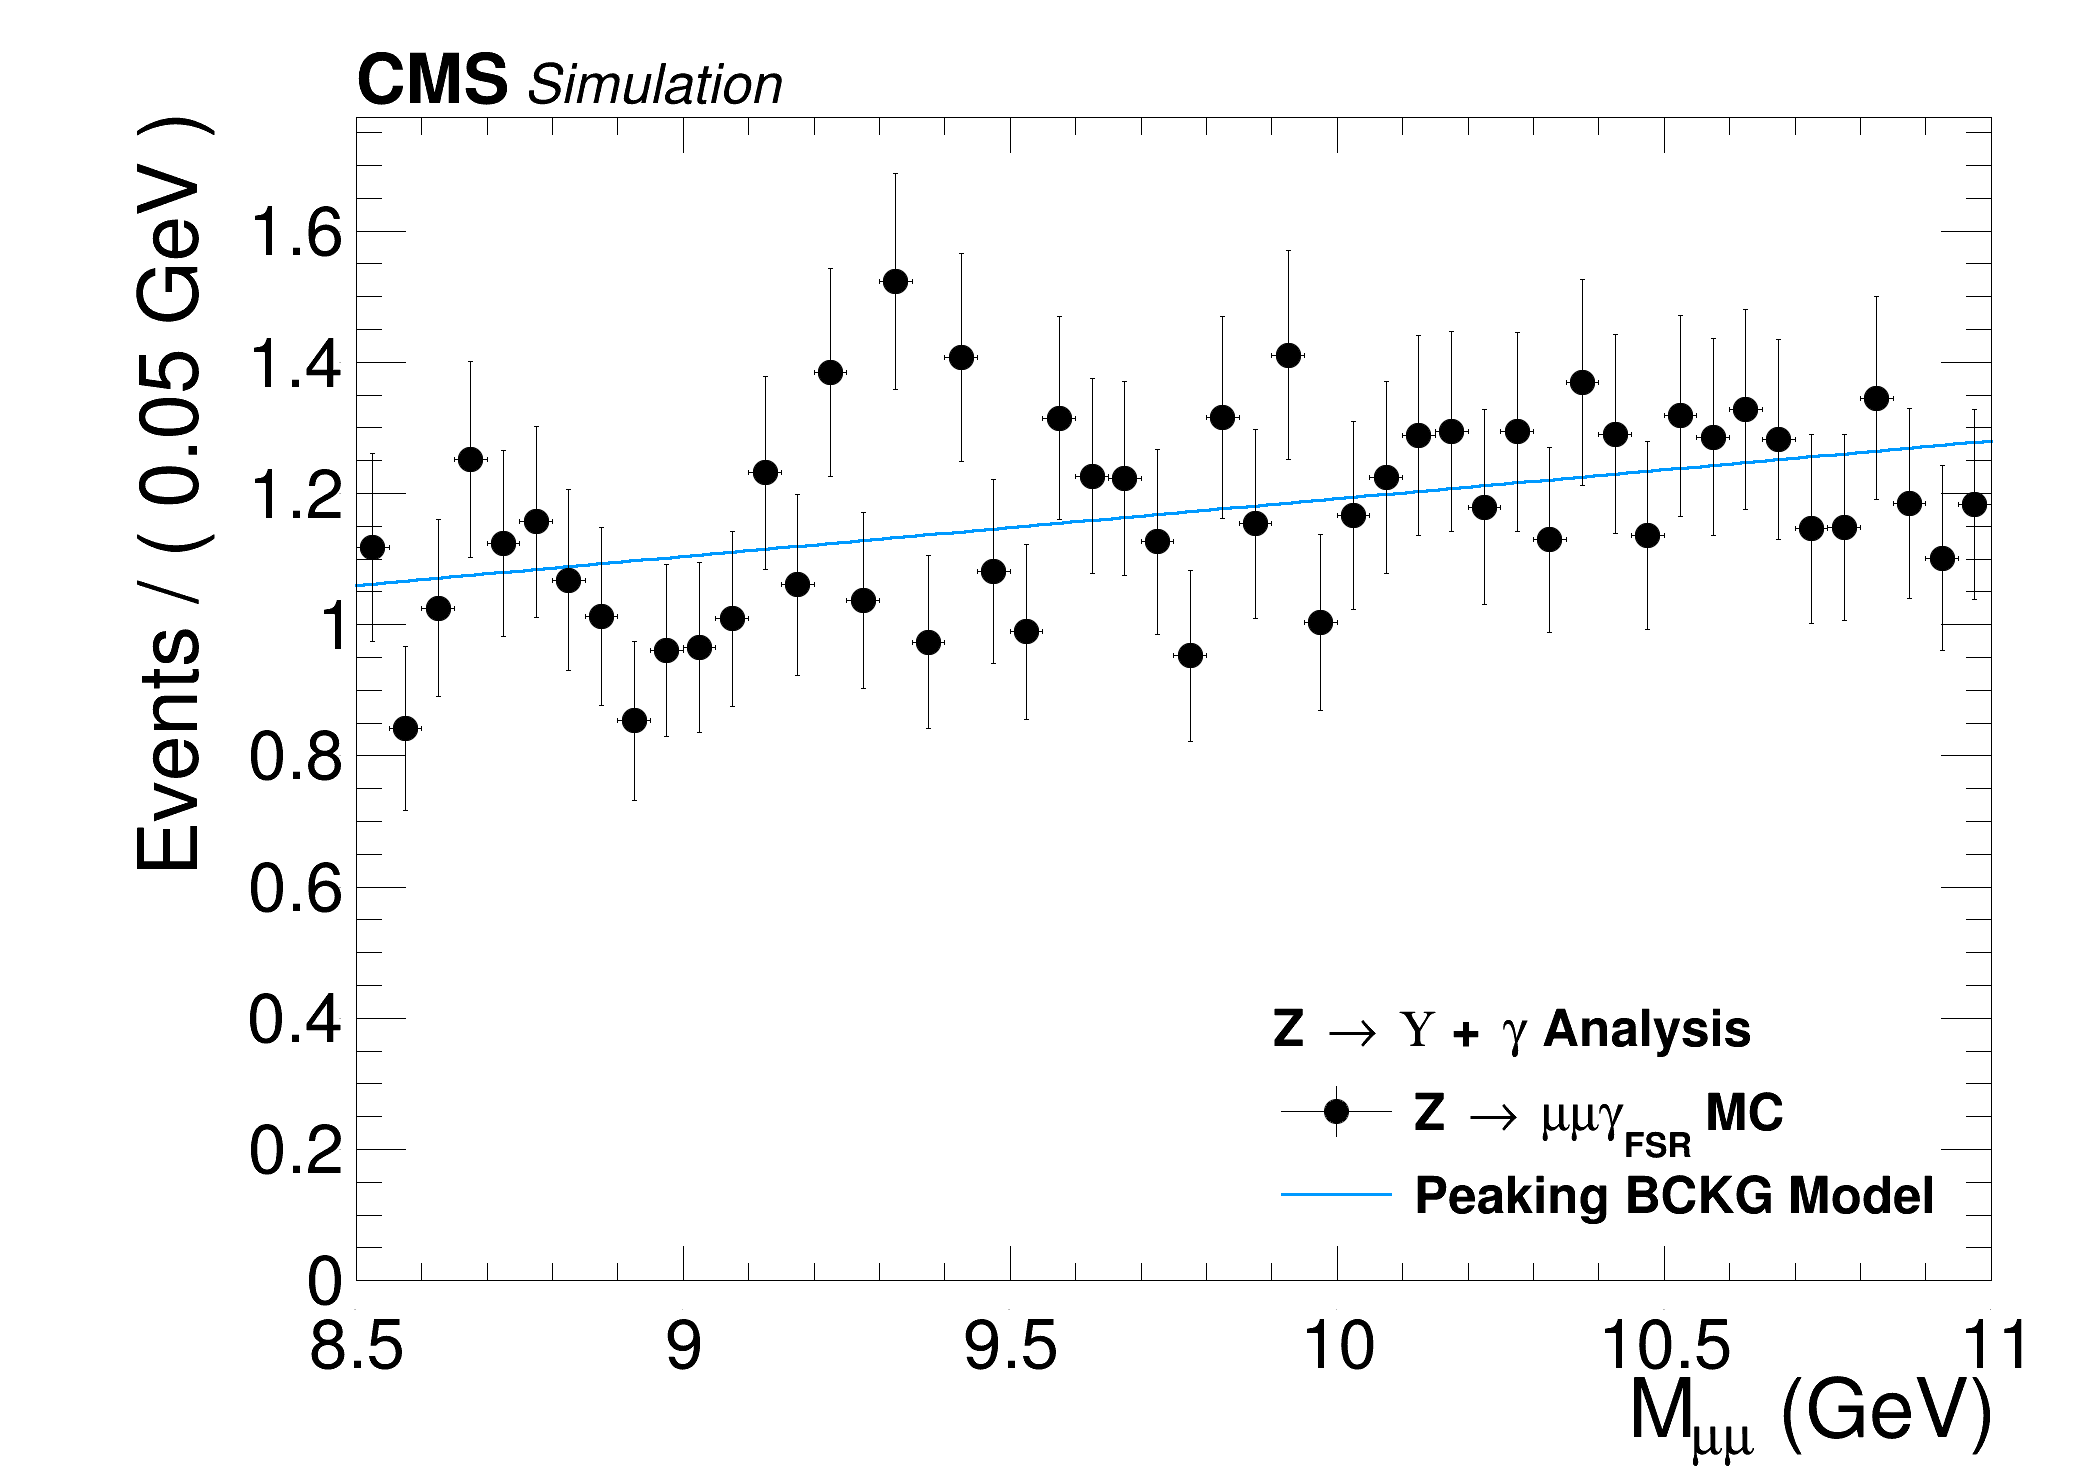 CMS Simulation
Events / ( 0.05 GeV )
1.6
1.4
1.2
1
0.8
0.6
0.4
0.2
0
Z → Υ + γ Analysis
Z → μμγFSR MC
Peaking BCKG Model
8.5 9 9.5 10 10.5 11
Mμμ (GeV)